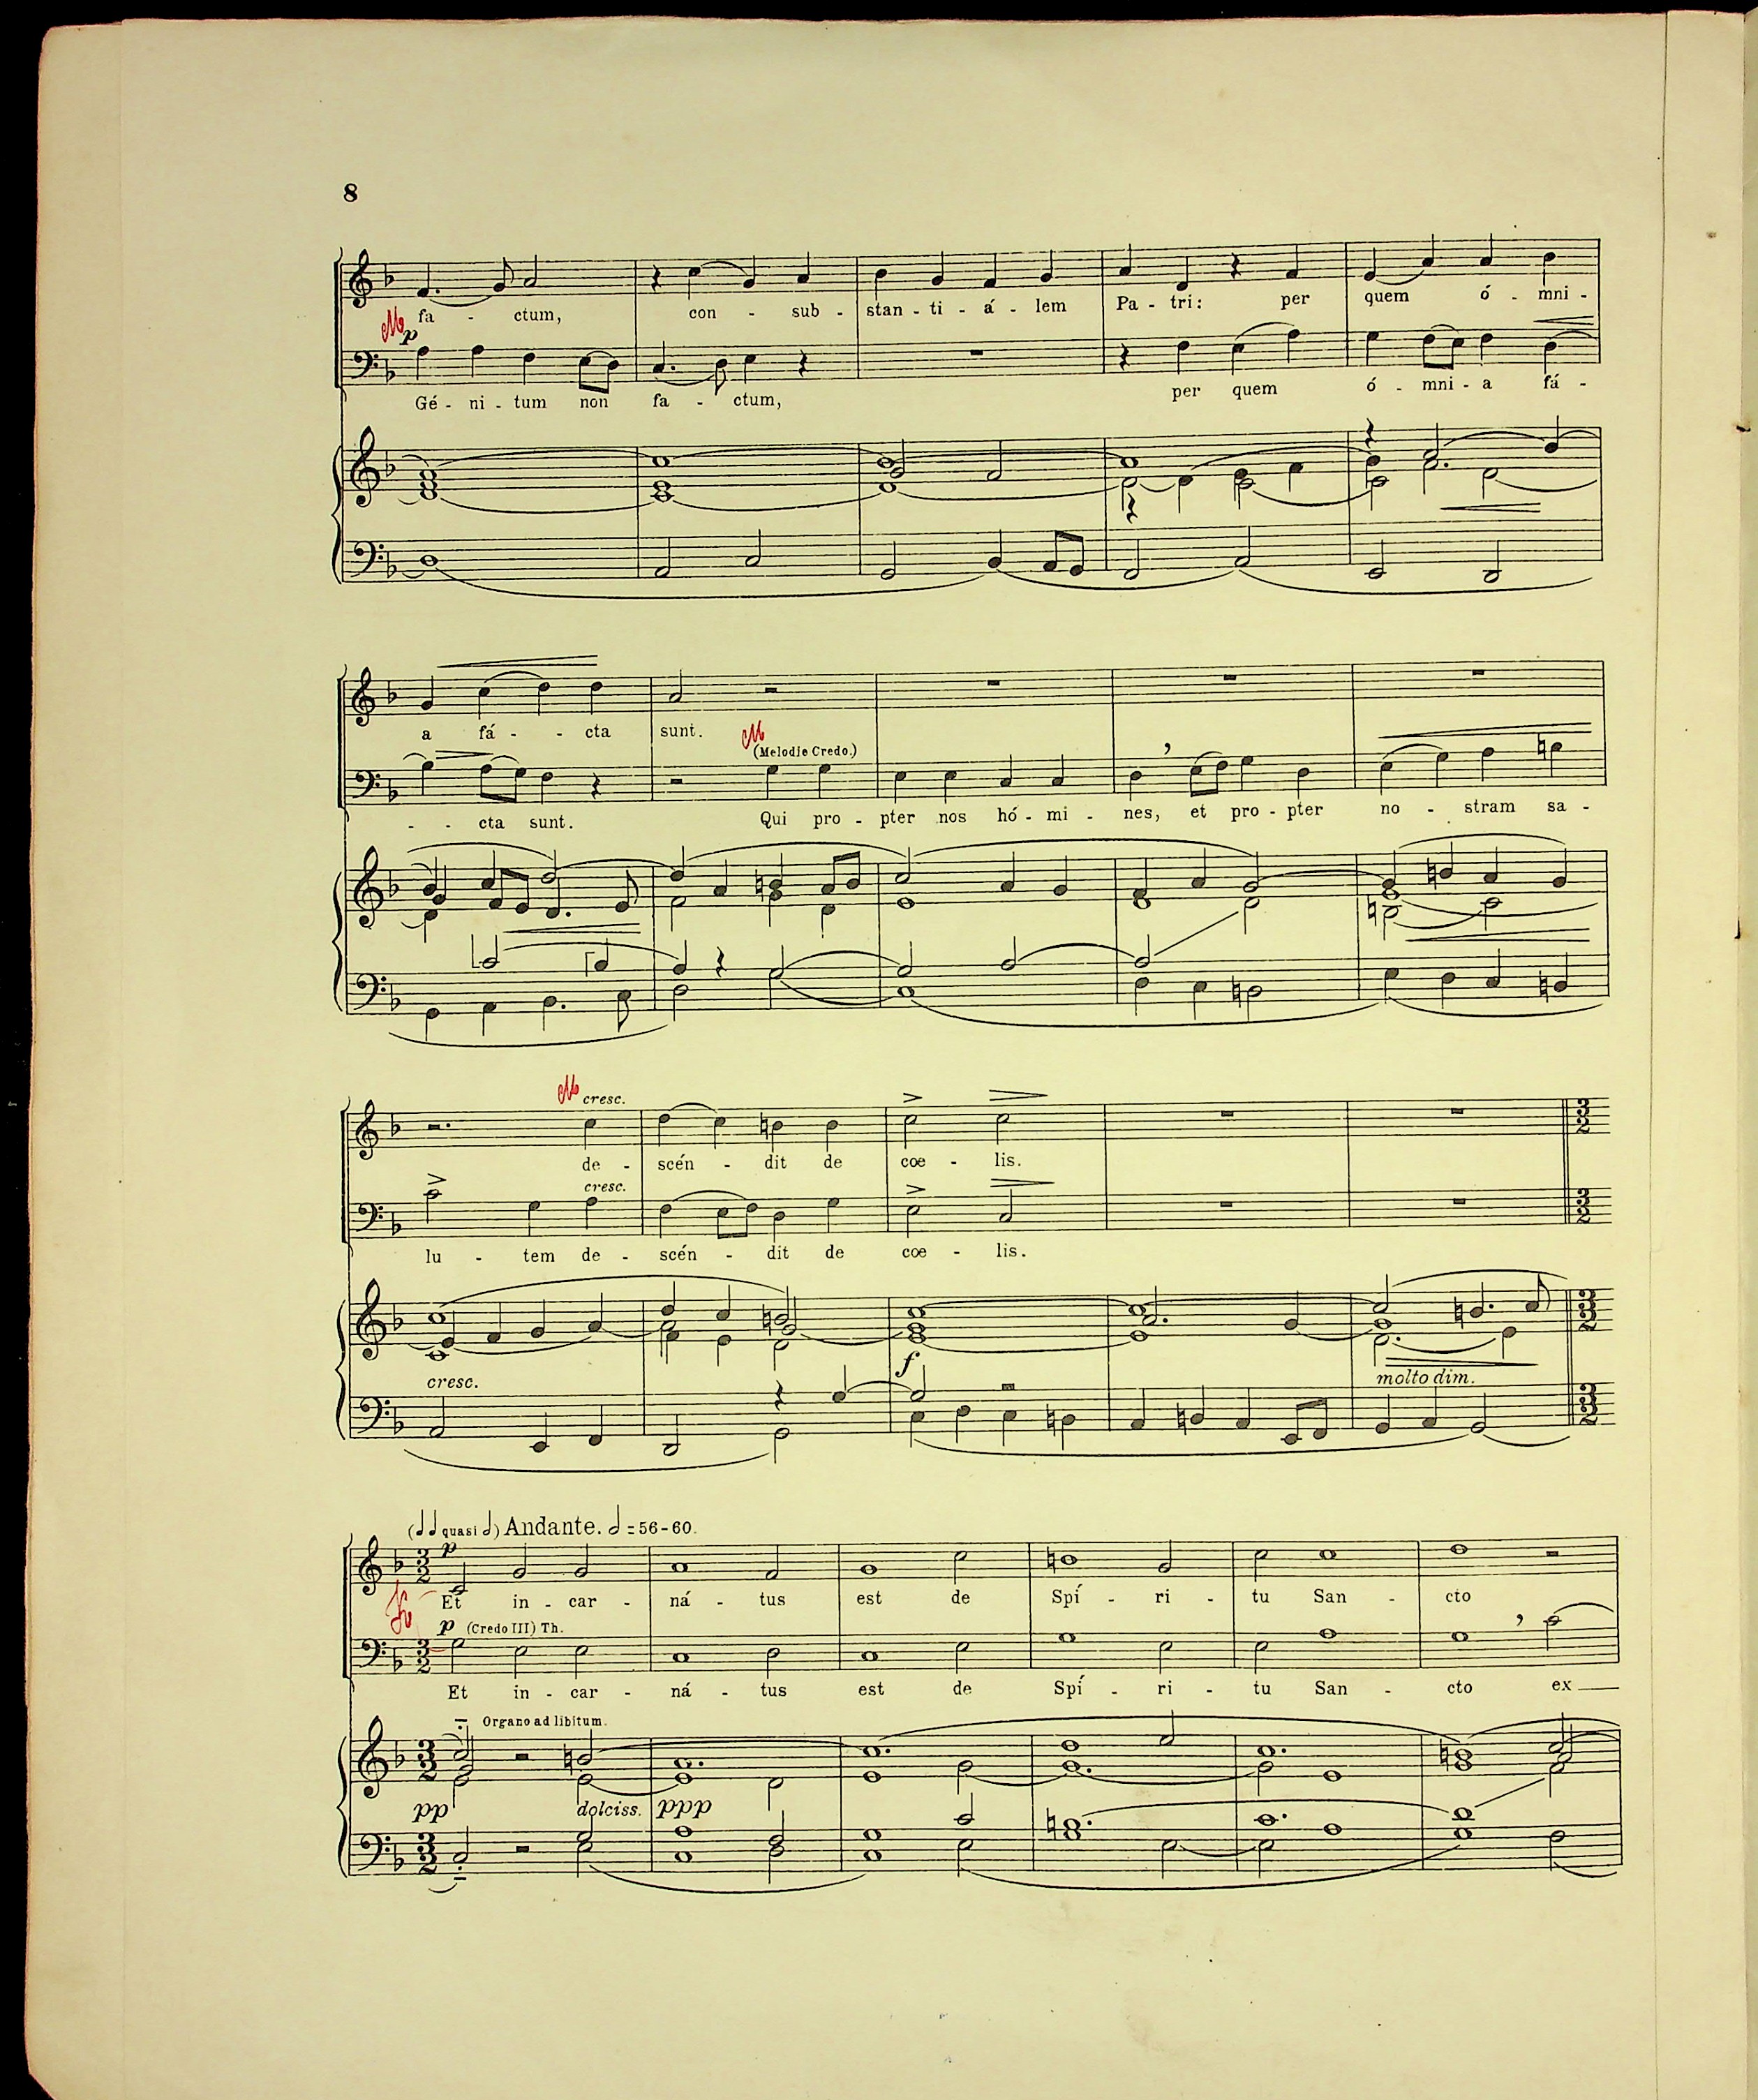 8
fa - ctum, con - sub - stan - ti - á - lem Pa - tri: per quem ó - mni -
M p
Gé - ni - tum non fa - ctum, per quem ó - mni - a fá -
a fá - - cta sunt.
M
(Melodie Credo.)
- - cta sunt. Qui pro - pter nos hó - mi - nes, et pro - pter no - stram sa -
M cresc.
de - scén - dit de coe - lis.
cresc.
lu - tem de - scén - dit de coe - lis.
f
cresc. molto dim.
(quasi) Andante. = 56-60.
p
Et in - car - ná - tus est de Spí - ri - tu San - cto
p (Credo III) Th.
Et in - car - ná - tus est de Spí - ri - tu San - cto ex
Organo ad libitum.
pp dolciss. ppp